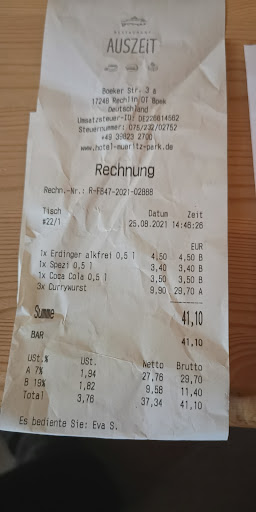 RESTAURANT
AUSZEIT
Boeker Str. 3 a
17248 Rechlin OT Boek
Deutschland
Umsatzsteuer-ID: DE220614562
Steuernummer: 075/232/02752
+49 39823 2700
www.hotel-mueritz-park.de
Rechnung
Rechn.-Nr.: R-FB47-2021-02888
Tisch Datum Zeit
#22/1 25.08.2021 14:48:26
EUR
1x Erdinger alkfrei 0,5 l 4,50 4,50 B
1x Spezi 0,5 l 3,40 3,40 B
1x Coca Cola 0,5 l 3,50 3,50 B
3x Currywurst 9,90 29,70 A
Summe 41,10
BAR 41,10
USt.% USt. Netto Brutto
A 7% 1,94 27,76 29,70
B 19% 1,82 9,58 11,40
Total 3,76 37,34 41,10
Es bediente Sie: Eva S.